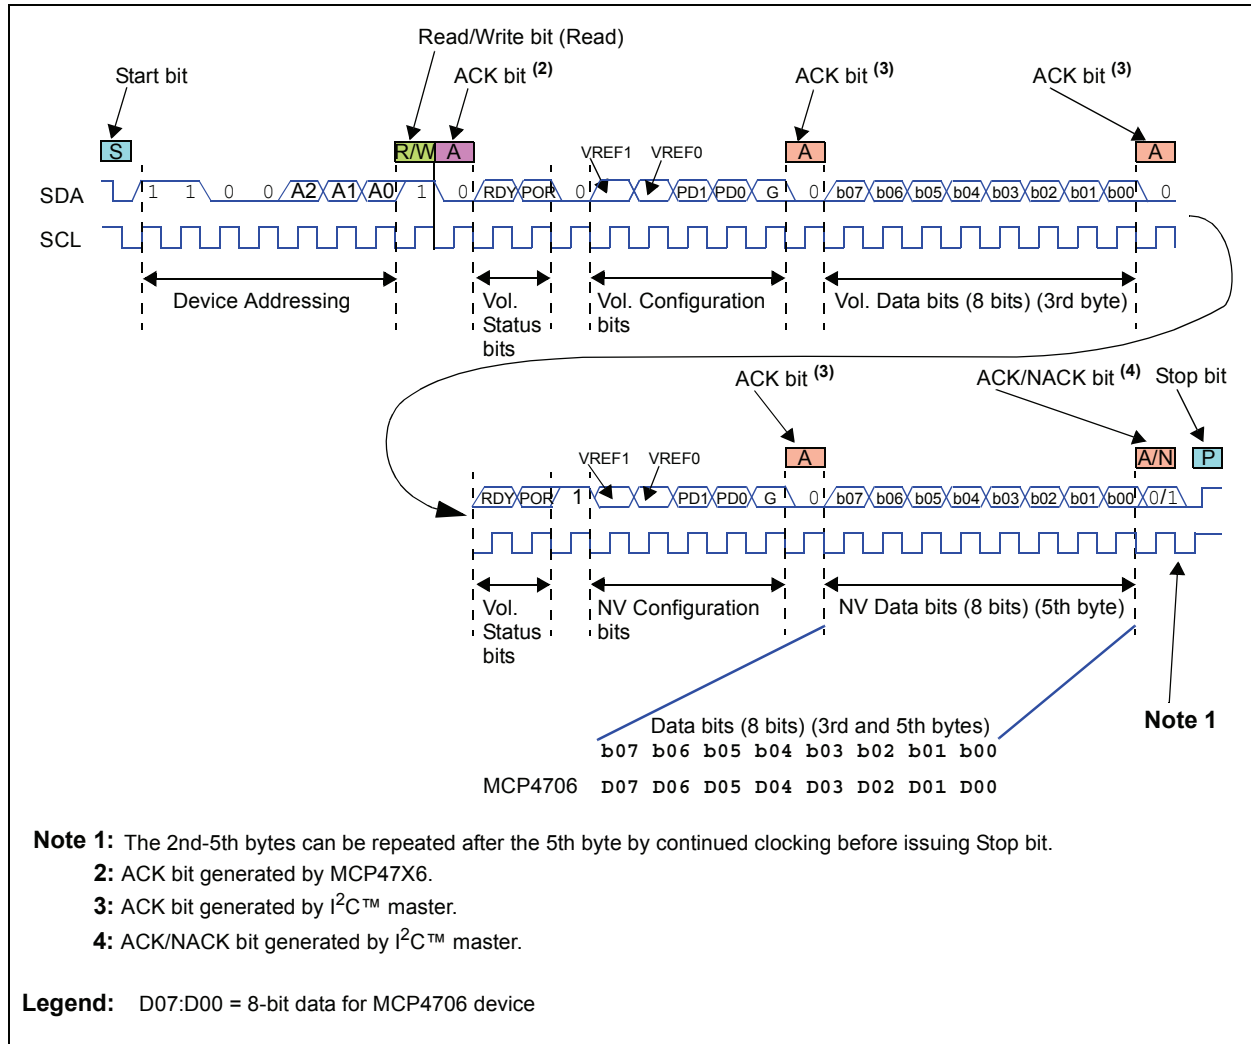 Read/Write bit (Read)
Start bit
ACK bit (2)
ACK bit (3)
ACK bit (3)
S
R/W
A
A
A
VREF1
VREF0
SDA
1 1 0 0 A2 A1 A0 1 0 RDY POR 0 PD1 PD0 G 0 b07 b06 b05 b04 b03 b02 b01 b00 0
SCL
Device Addressing
Vol.
Status
bits
Vol. Configuration
bits
Vol. Data bits (8 bits) (3rd byte)
ACK bit (3)
ACK/NACK bit (4)
Stop bit
VREF1
VREF0
A
A/N
P
RDY POR 1 PD1 PD0 G 0 b07 b06 b05 b04 b03 b02 b01 b00 0/1
Vol.
Status
bits
NV Configuration
bits
NV Data bits (8 bits) (5th byte)
Note 1
Data bits (8 bits) (3rd and 5th bytes)
b07 b06 b05 b04 b03 b02 b01 b00
MCP4706 D07 D06 D05 D04 D03 D02 D01 D00
Note 1: The 2nd-5th bytes can be repeated after the 5th byte by continued clocking before issuing Stop bit.
2: ACK bit generated by MCP47X6.
3: ACK bit generated by I2C™ master.
4: ACK/NACK bit generated by I2C™ master.
Legend: D07:D00 = 8-bit data for MCP4706 device